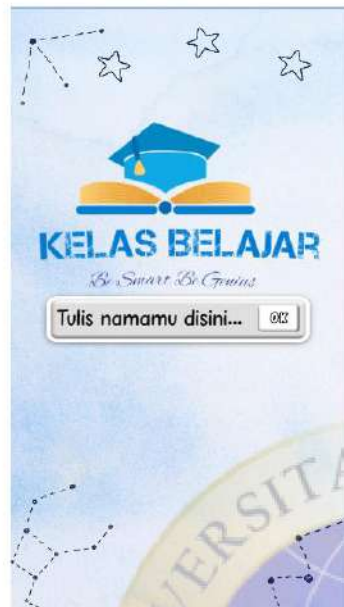 KELAS BELAJAR
Be Smart Be Genius
Tulis namamu disini... OK
ERSITA